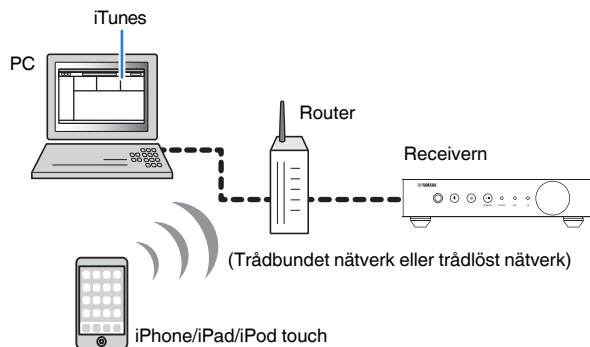 iTunes
PC
Router
Receivern
YAMAHA
(Trådbundet nätverk eller trådlöst nätverk)
iPhone/iPad/iPod touch